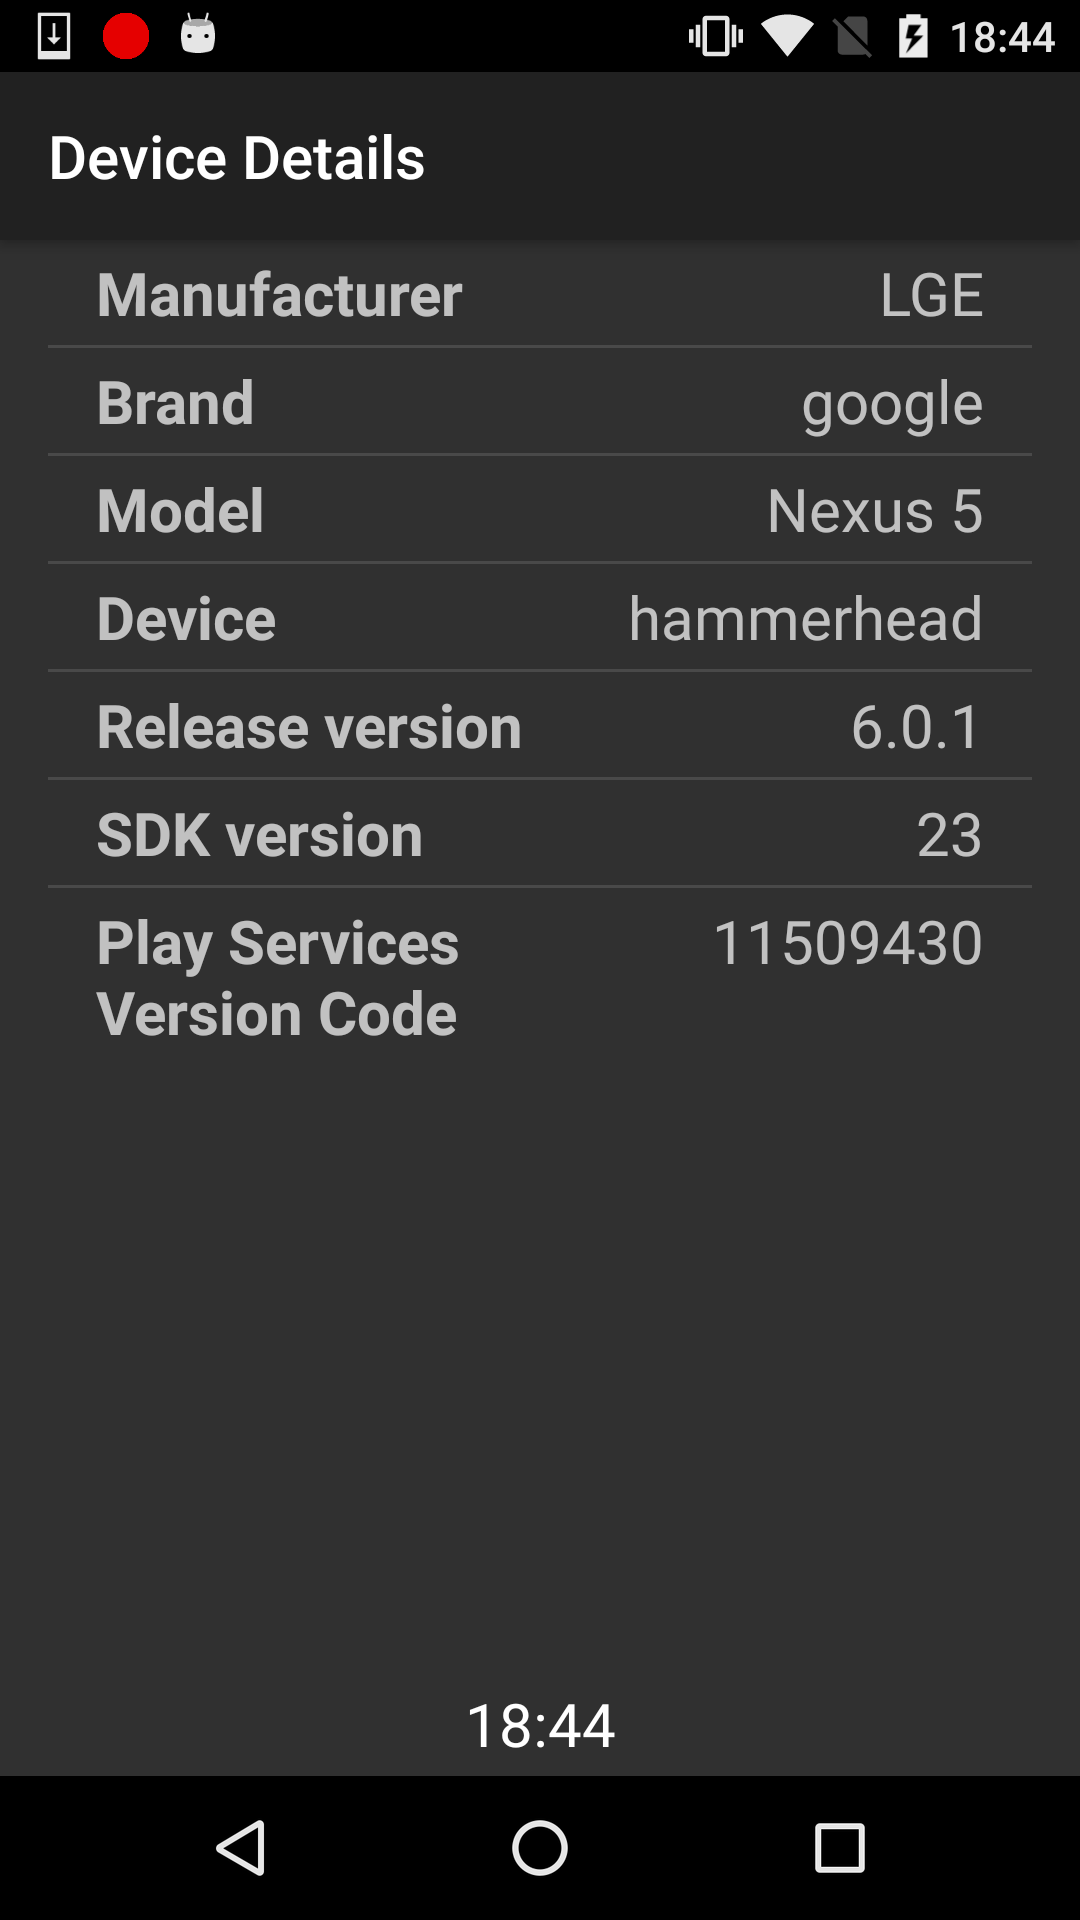 18:44
Device Details
Manufacturer LGE
Brand google
Model Nexus 5
Device hammerhead
Release version 6.0.1
SDK version 23
Play Services 11509430
Version Code
18:44